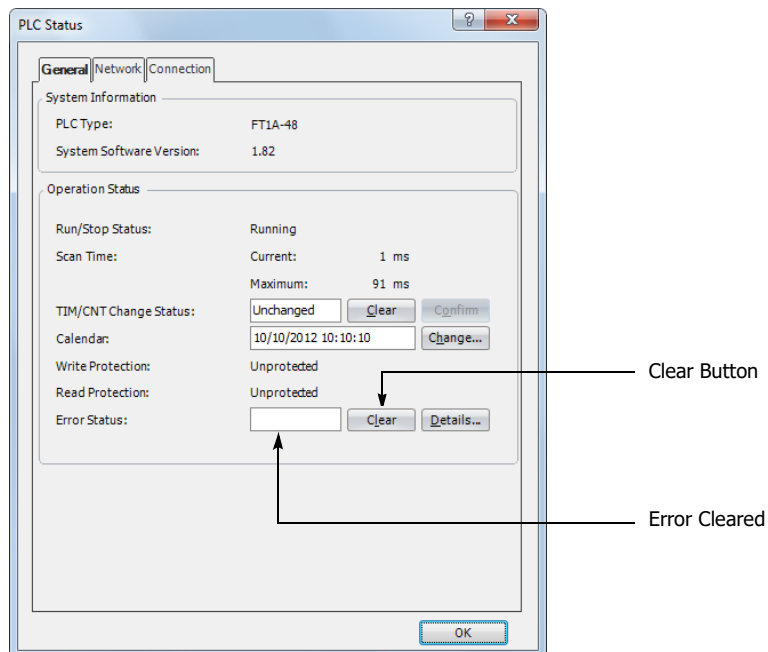 PLC Status
General Network Connection
System Information
PLC Type: FT1A-48
System Software Version: 1.82
Operation Status
Run/Stop Status: Running
Scan Time: Current: 1 ms
Maximum: 91 ms
TIM/CNT Change Status: Unchanged Clear Confirm
Calendar: 10/10/2012 10:10:10 Change...
Write Protection: Unprotected
Clear Button
Read Protection: Unprotected
Error Status: Clear Details...
Error Cleared
OK